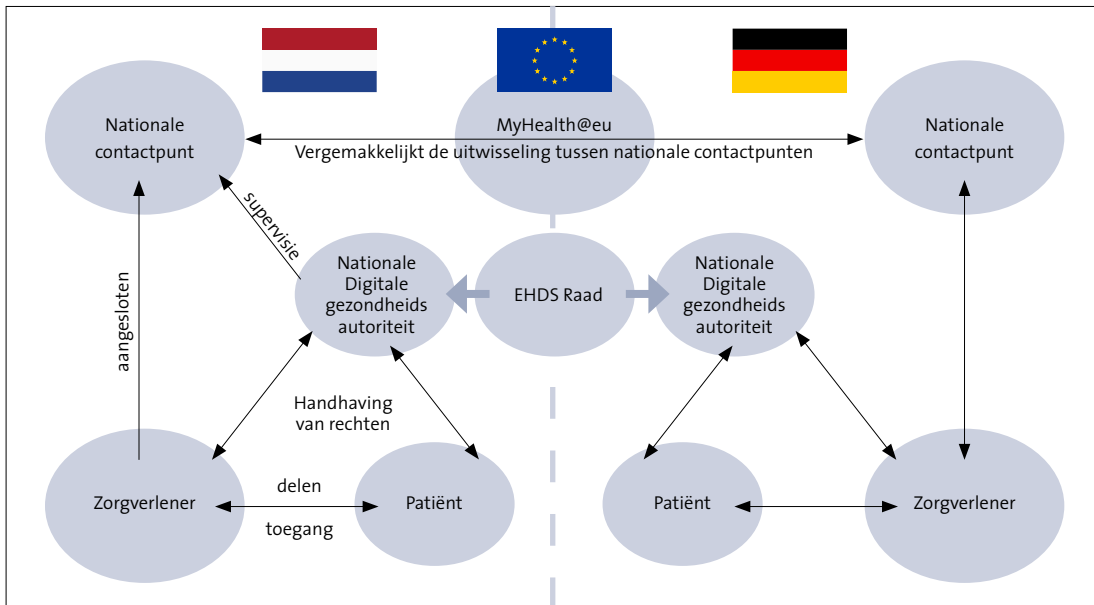 MyHealth@eu
Nationale
contactpunt
Vergemakkelijkt de uitwisseling tussen nationale contactpunten
Nationale
contactpunt
supervisie
aangesloten
Nationale
Digitale
gezondheids
autoriteit
EHDS Raad
Nationale
Digitale
gezondheids
autoriteit
Handhaving
van rechten
Zorgverlener
delen
toegang
Patiënt
Patiënt
Zorgverlener